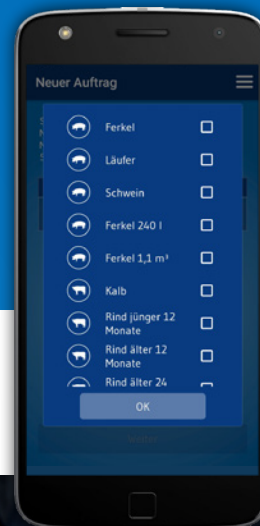 Neuer Auftrag
Ferkel
Läufer
Schwein
Ferkel 240 l
Ferkel 1,1 m³
Kalb
Rind jünger 12
Monate
Rind älter 12
Monate
Rind älter 24
OK
Weiter